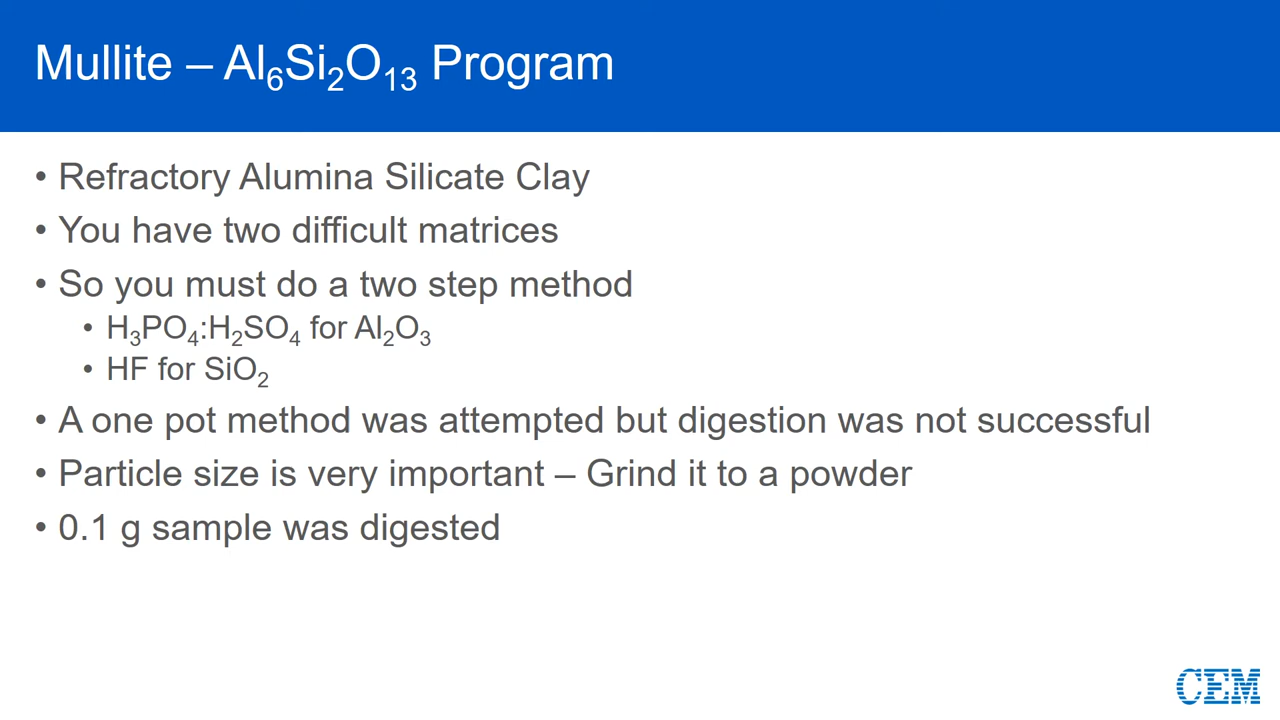 Mullite – Al₆Si₂O₁₃ Program
• Refractory Alumina Silicate Clay
• You have two difficult matrices
• So you must do a two step method
• H₃PO₄:H₂SO₄ for Al₂O₃
• HF for SiO₂
• A one pot method was attempted but digestion was not successful
• Particle size is very important – Grind it to a powder
• 0.1 g sample was digested
CEM